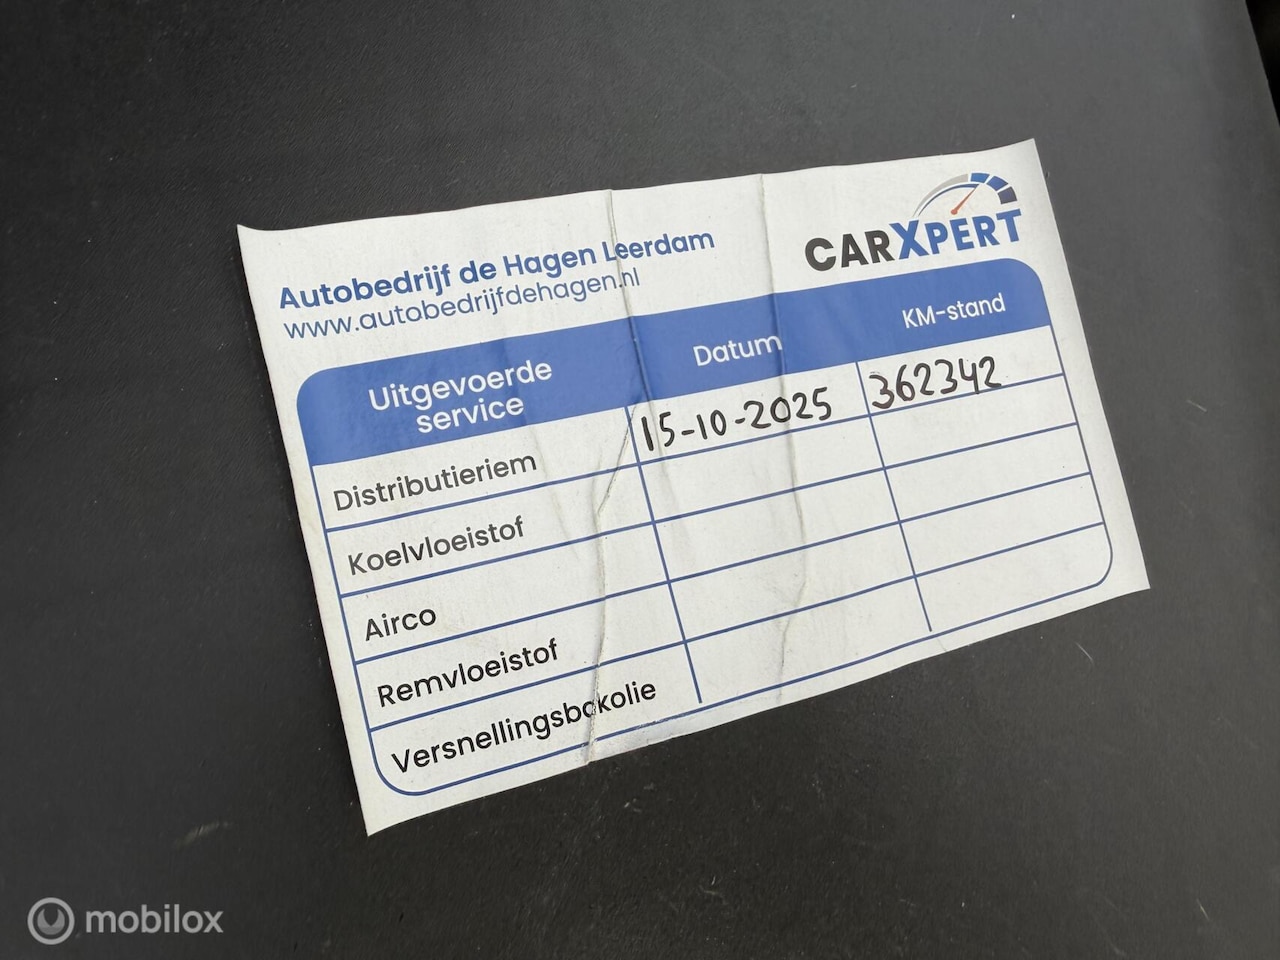 Autobedrijf de Hagen Leerdam
www.autobedrijfdehagen.nl
CARXPERT
Uitgevoerde service
Datum
KM-stand
Distributieriem 15-10-2025 362342
Koelvloeistof
Airco
Remvloeistof
Versnellingsbakolie
mobilox